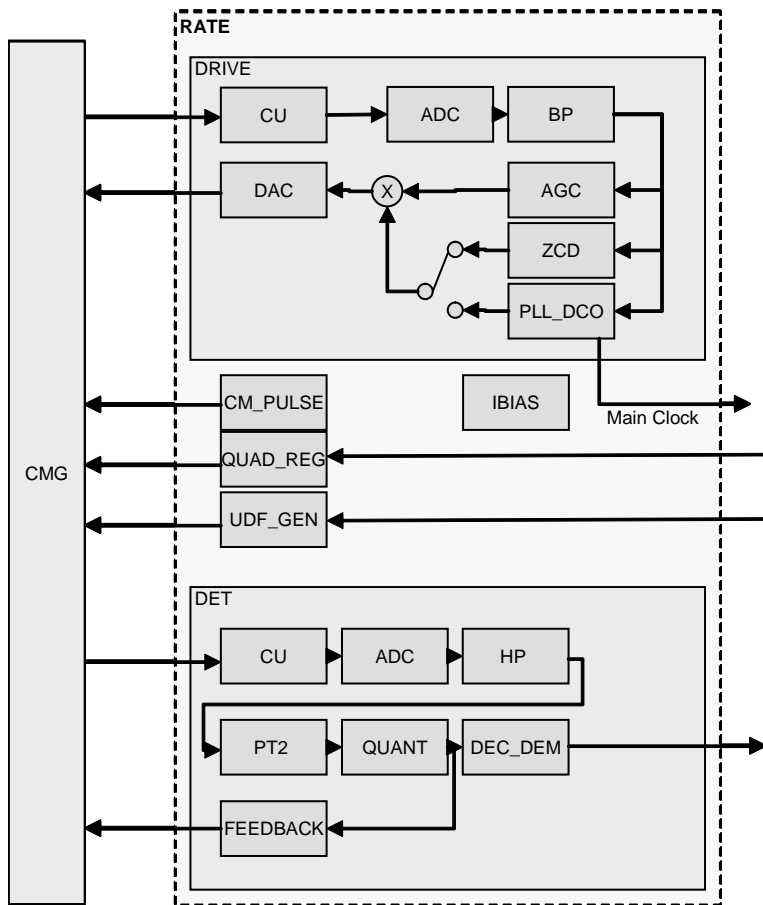 RATE
DRIVE
CU
ADC
BP
DAC
X
AGC
ZCD
PLL_DCO
CM_PULSE
IBIAS
Main Clock
CMG
QUAD_REG
UDF_GEN
DET
CU
ADC
HP
PT2
QUANT
DEC_DEM
FEEDBACK